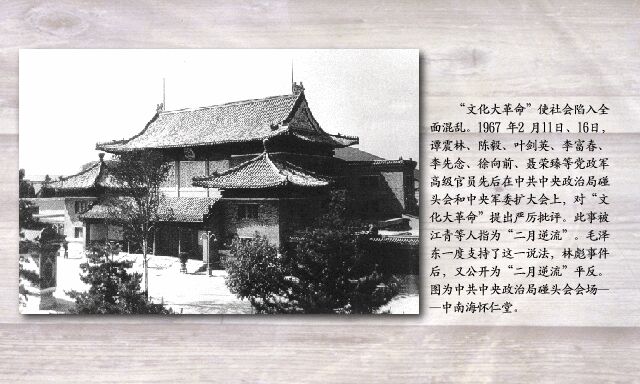 “文化大革命”使社会陷入全
面混乱。1967 年2 月11日、16日，
谭震林、陈毅、叶剑英、李富春、
李先念、徐向前、聂荣臻等党政军
高级官员先后在中共中央政治局碰
头会和中央军委扩大会上，对“文
化大革命”提出严厉批评。此事被
江青等人指为“二月逆流”。毛泽
东一度支持了这一说法，林彪事件
后，又公开为“二月逆流”平反。
图为中共中央政治局碰头会会场—
—中南海怀仁堂。